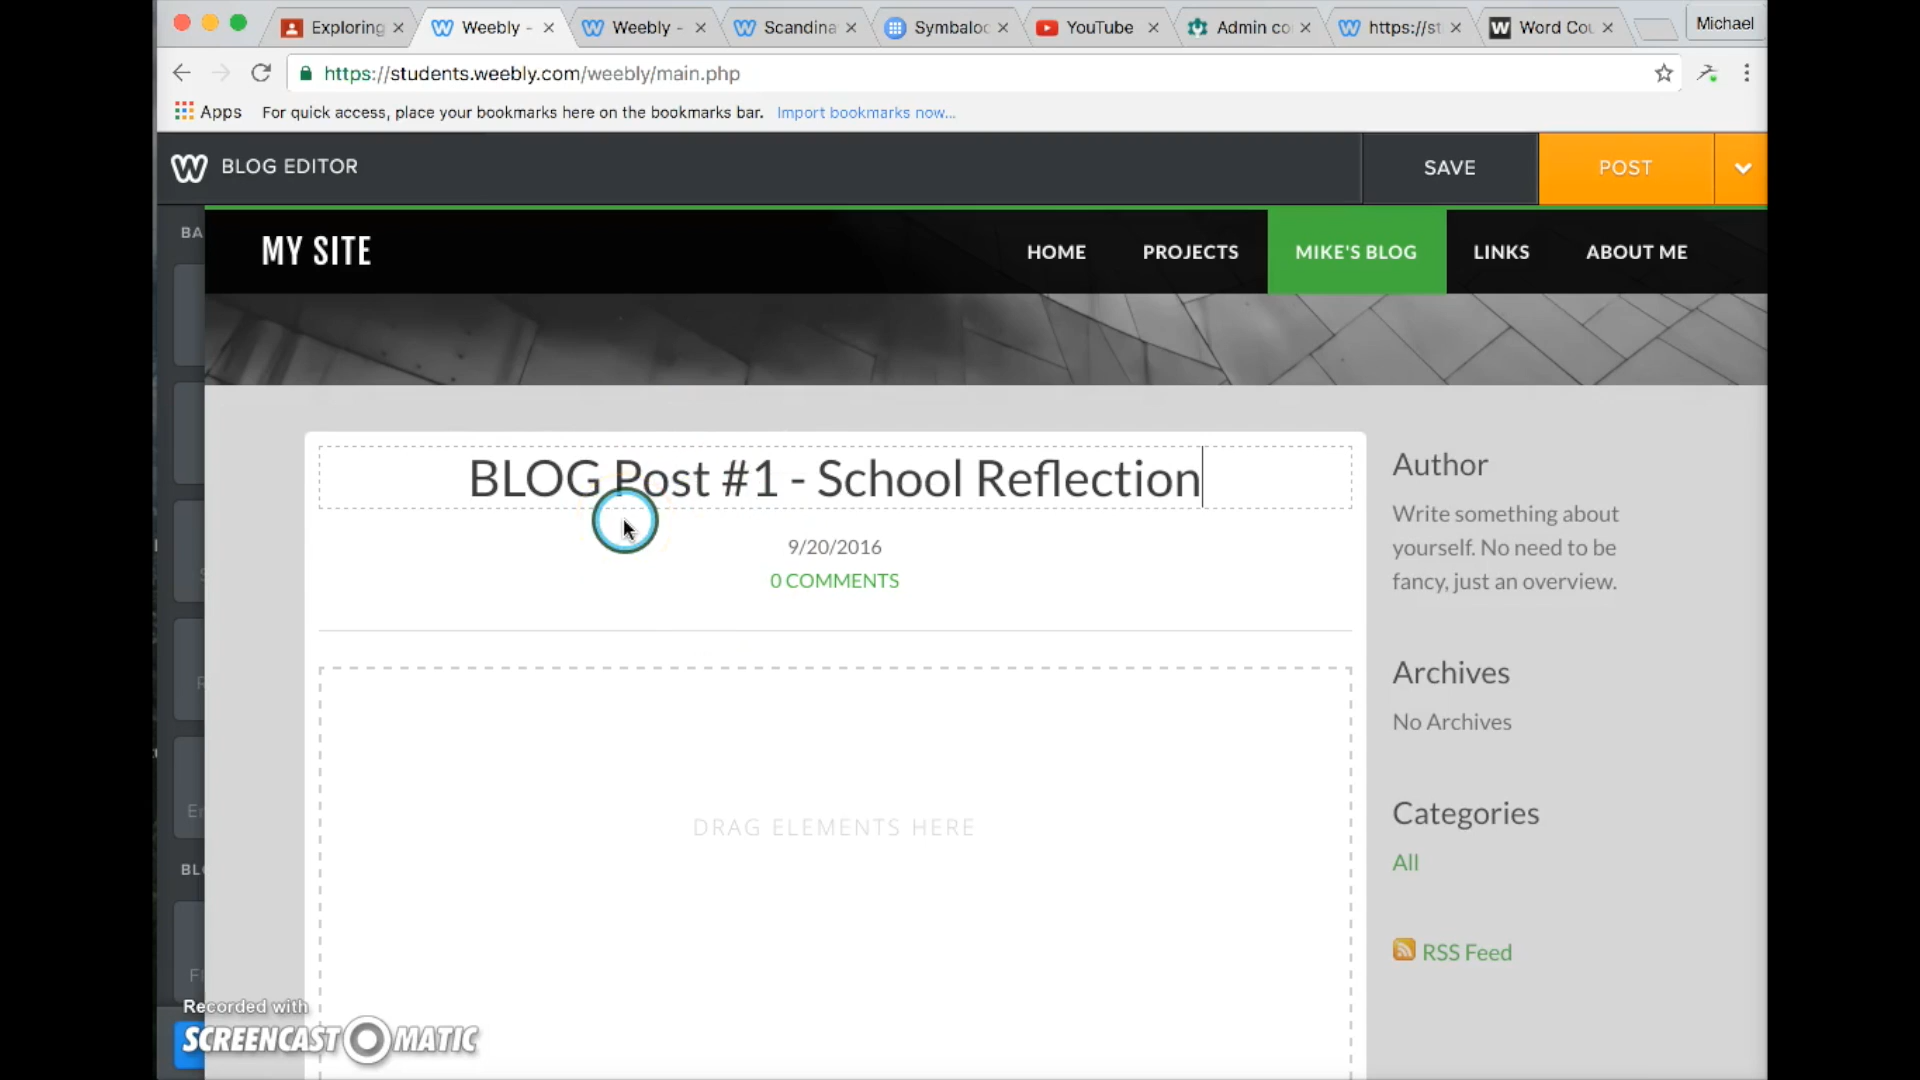 Exploring
Weebly -
Weebly -
Scandina
Symbaloo
YouTube
Admin co
https://st
Word Cou
Michael
https://students.weebly.com/weebly/main.php
Apps
For quick access, place your bookmarks here on the bookmarks bar. Import bookmarks now...
BLOG EDITOR
SAVE
POST
BA
MY SITE
HOME
PROJECTS
MIKE'S BLOG
LINKS
ABOUT ME
BLOG Post #1 - School Reflection
9/20/2016
0 COMMENTS
DRAG ELEMENTS HERE
Author
Write something about
yourself. No need to be
fancy, just an overview.
Archives
No Archives
Categories
All
RSS Feed
BLO
Recorded with
SCREENCAST MATIC